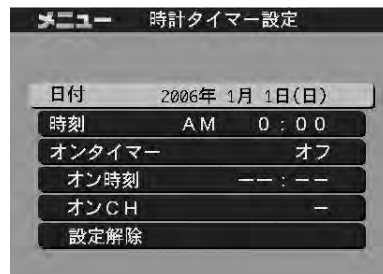 メニュー 時計タイマー設定
日付 2006年 1月 1日(日)
時刻 AM 0:00
オンタイマー オフ
オン時刻 −−:−−
オンCH −
設定解除